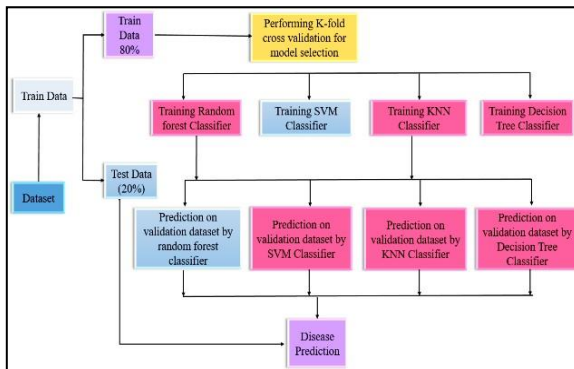 Train
Data
80%
Performing K-fold
cross validation for
model selection
Train Data
Training Random
forest Classifier
Training SVM
Classifier
Training KNN
Classifier
Training Decision
Tree Classifier
Test Data
(20%)
Dataset
Prediction on
validation dataset by
random forest
classifier
Prediction on
validation dataset by
SVM Classifier
Prediction on
validation dataset by
KNN Classifier
Prediction on
validation dataset by
Decision Tree
Classifier
Disease
Prediction